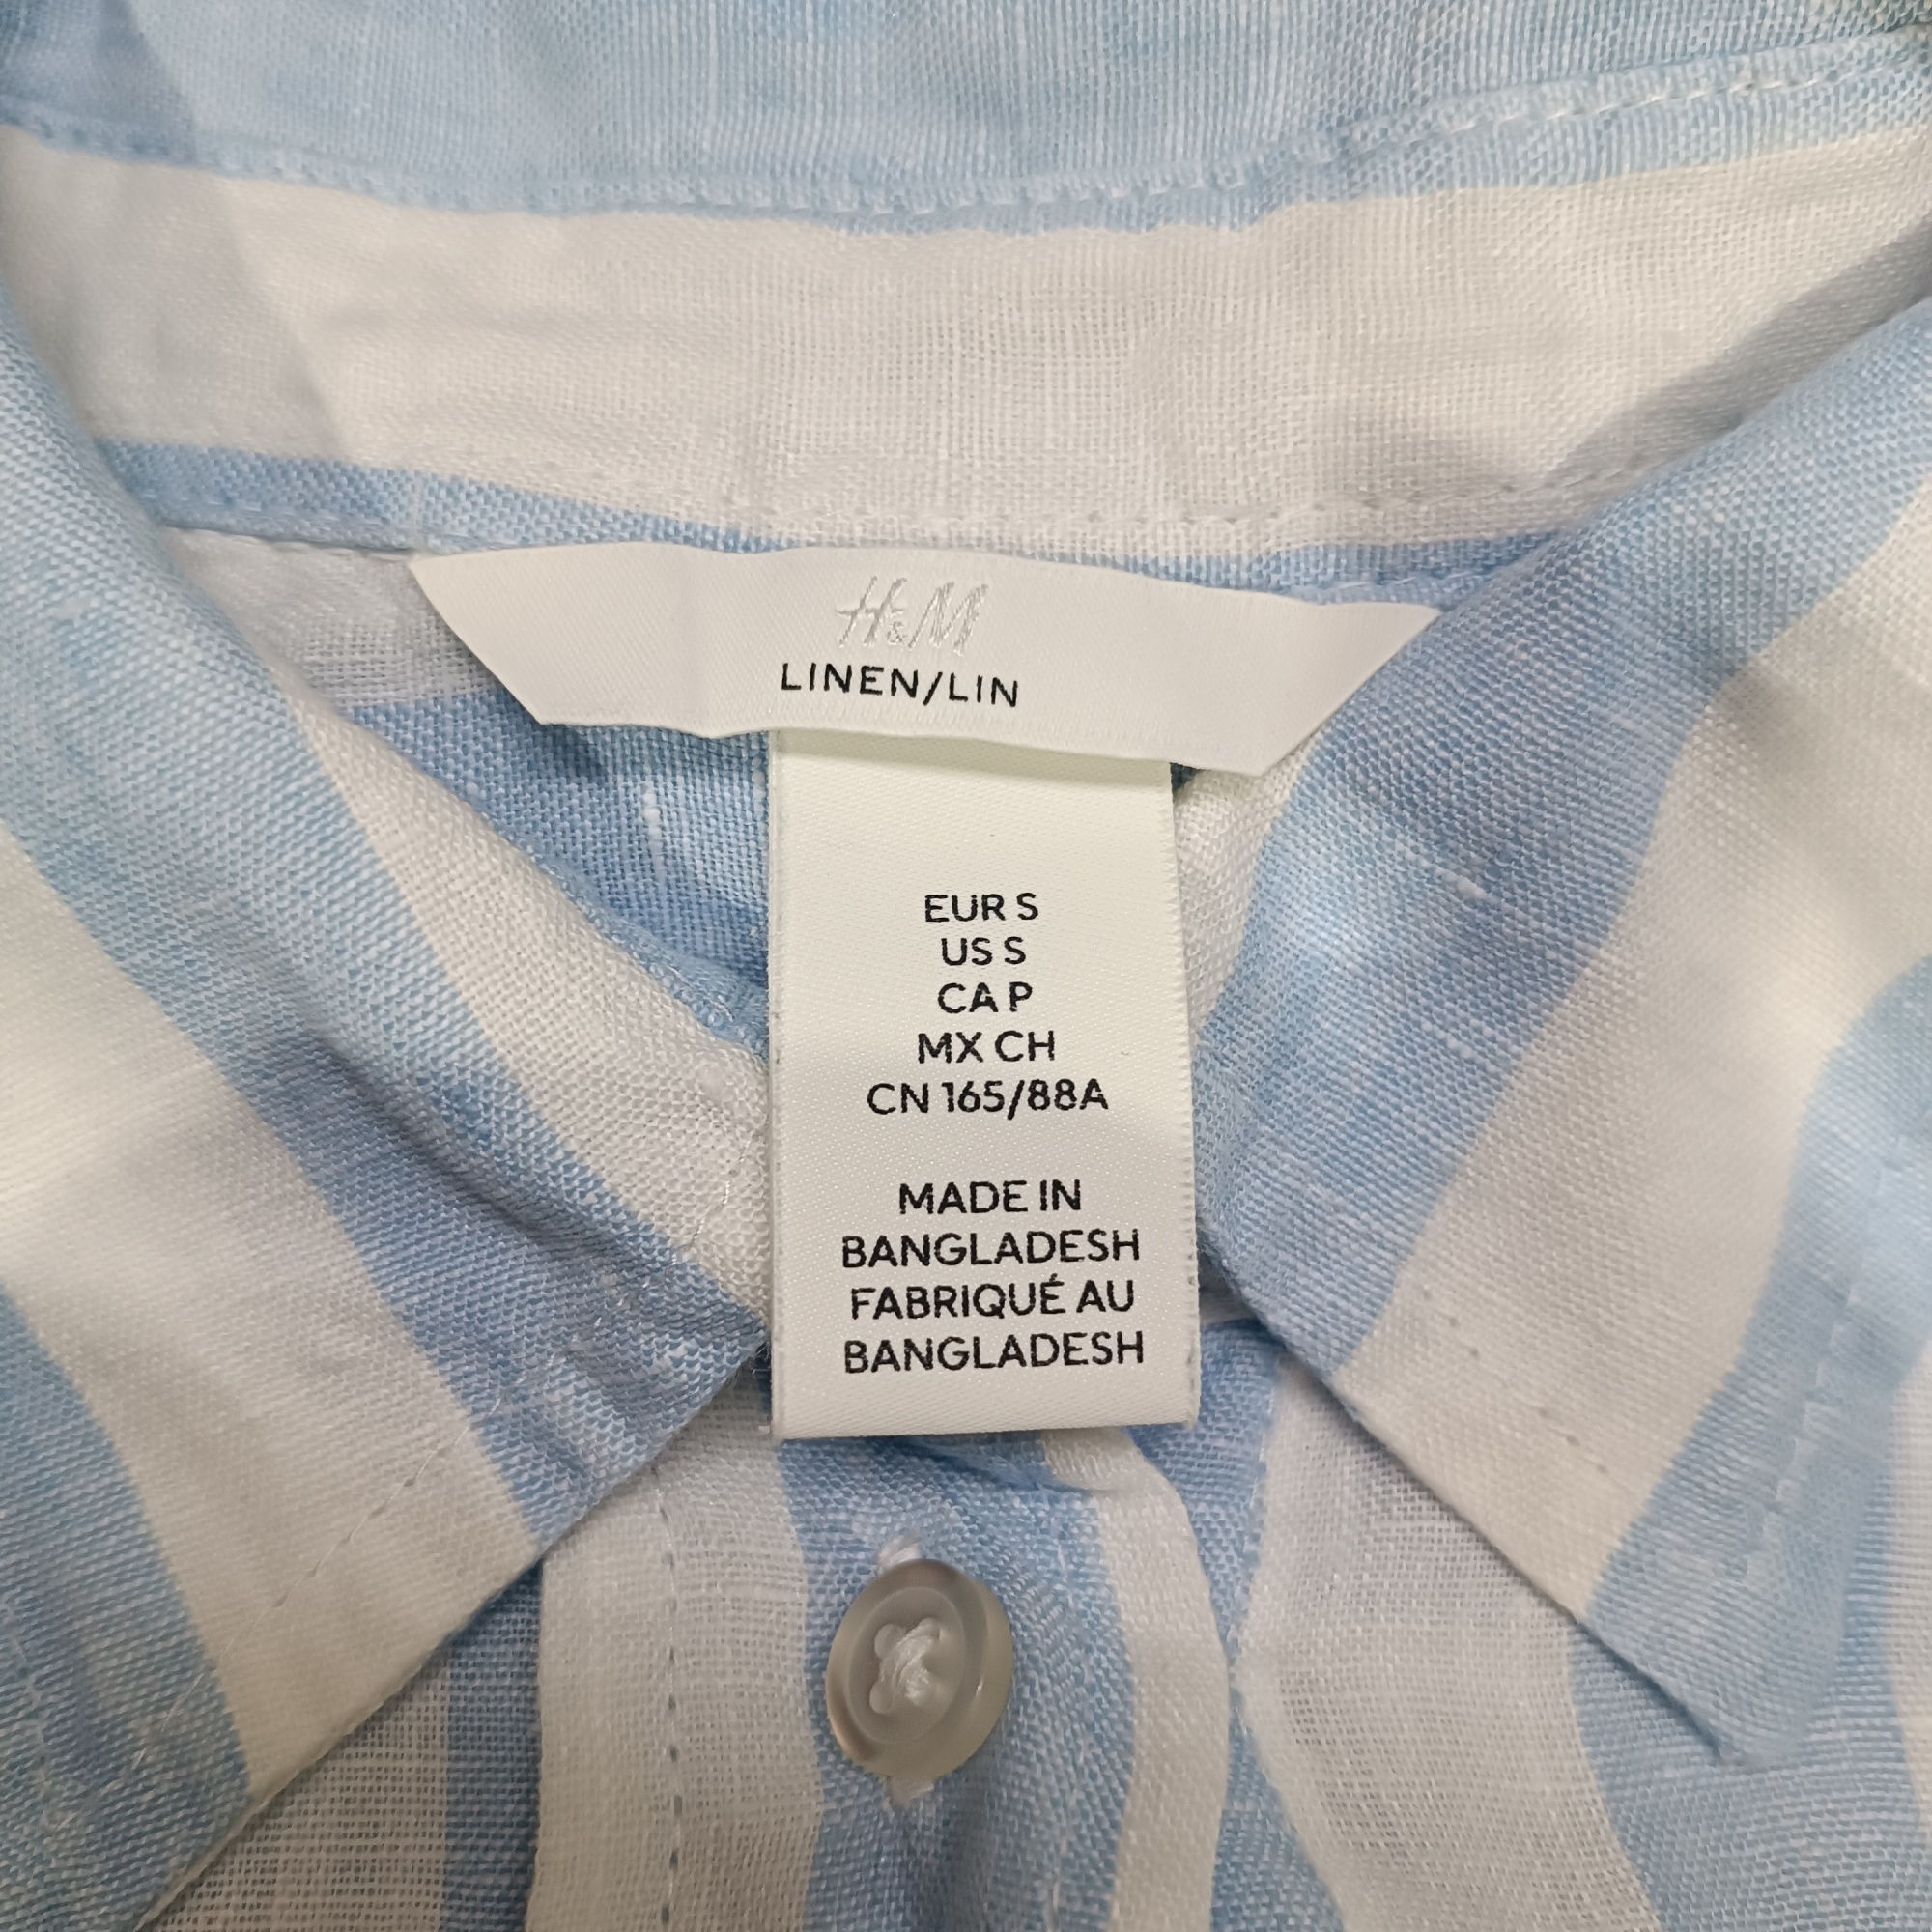 H&M
LINEN/LIN
EUR S
US S
CA P
MX CH
CN 165/88A
MADE IN
BANGLADESH
FABRIQUÉ AU
BANGLADESH